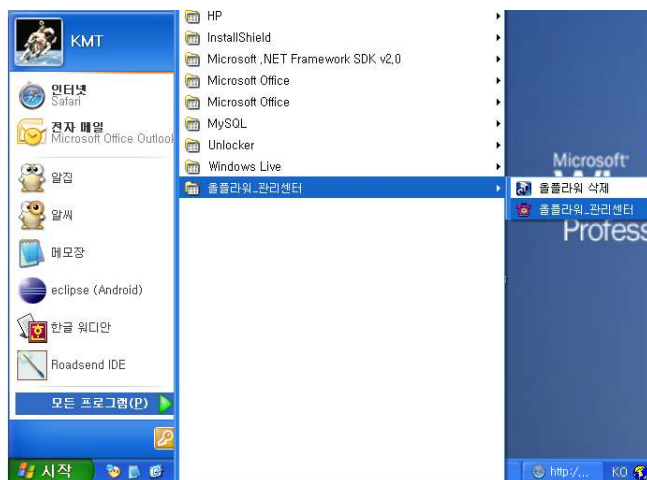 KMT
인터넷
Safari
전자 메일
Microsoft Office Outlook
알집
알씨
메모장
eclipse (Android)
한글 워디안
Roadsend IDE
모든 프로그램(P)
시작
HP
InstallShield
Microsoft .NET Framework SDK v2.0
Microsoft Office
Microsoft Office
MySQL
Unlocker
Windows Live
올플라워_관리센터
올플라워 삭제
올플라워_관리센터
Microsoft
Profess
http:/...
KO